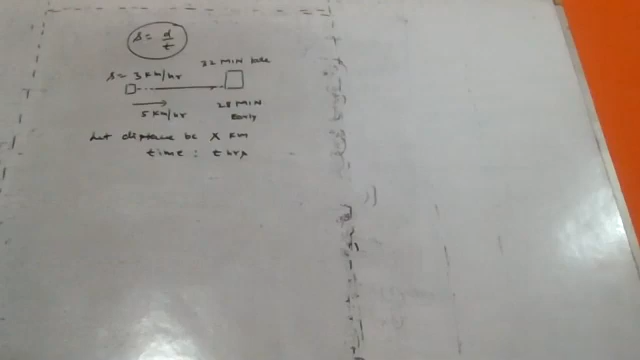 s = d/t
32 MIN late
s = 3 km/hr
5 km/hr
28 MIN
Early
Let distance be x km
time : t hrs